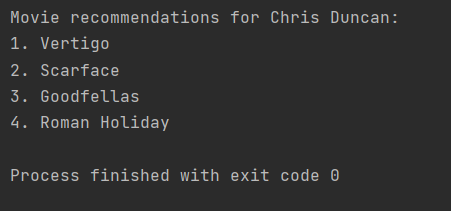 Movie recommendations for Chris Duncan:
1. Vertigo
2. Scarface
3. Goodfellas
4. Roman Holiday
Process finished with exit code 0